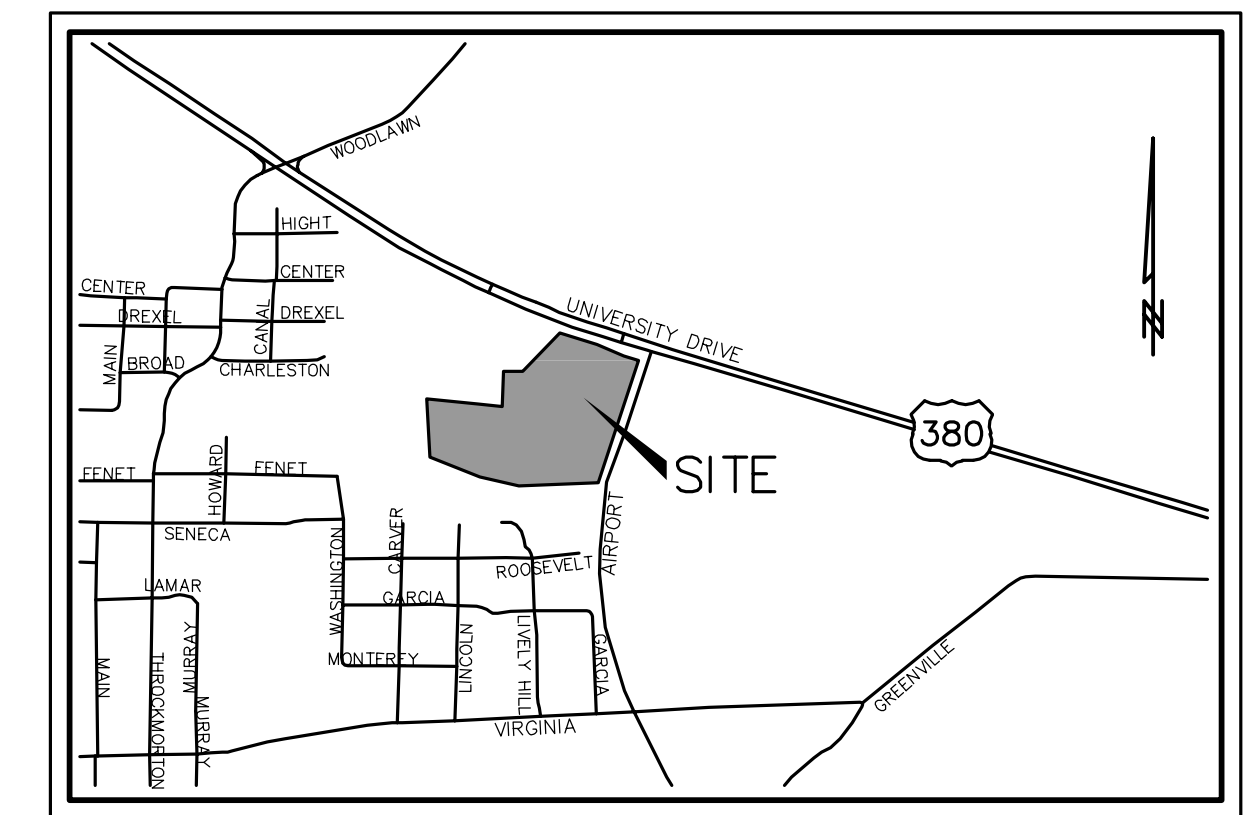 WOODLAWN
HIGHT
CENTER
CENTER
DREXEL
CANAL
DREXEL
UNIVERSITY DRIVE
MAIN
BROAD
CHARLESTON
380
SITE
FENET
HOWARD
FENET
SENECA
AIRPORT
WASHINGTON
CARVER
ROOSEVELT
LAMAR
GARCIA
MURRAY
MONTEREY
LINCOLN
LIVELY HILL
GARCIA
GREENVILLE
MAIN
THROCKMORTON
MURRAY
VIRGINIA
N